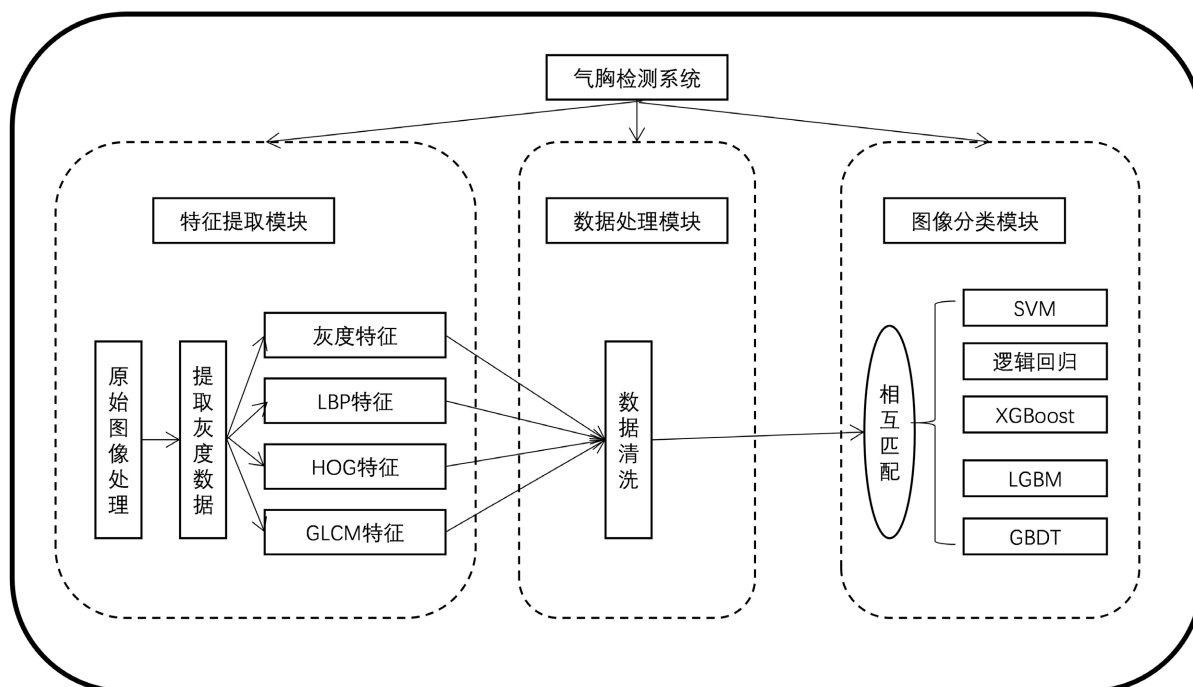 气胸检测系统
特征提取模块
数据处理模块
图像分类模块
原始图像处理
提取灰度数据
灰度特征
LBP特征
HOG特征
GLCM特征
数据清洗
相互匹配
SVM
逻辑回归
XGBoost
LGBM
GBDT